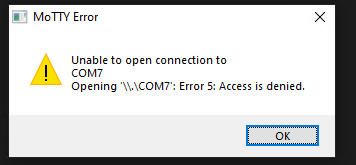 MoTTY Error
Unable to open connection to
COM7
Opening '\\.\COM7': Error 5: Access is denied.
OK